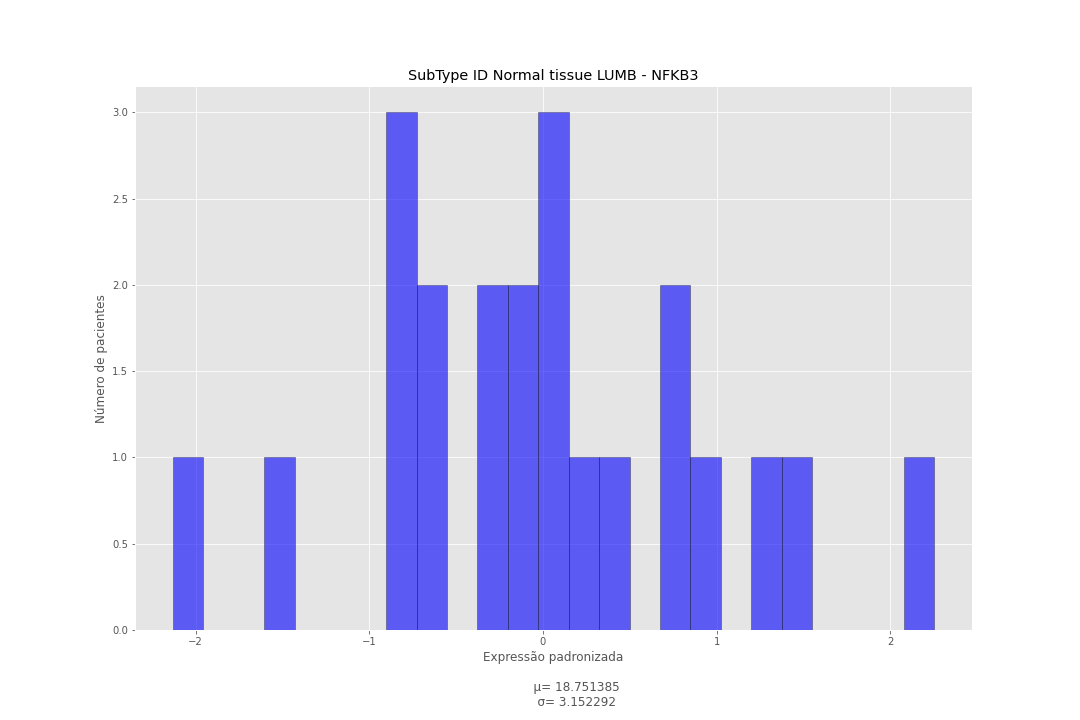 SubType ID Normal tissue LUMB - NFKB3
3.0
2.5
2.0
1.5
1.0
0.5
0.0
Número de pacientes
−2 −1 0 1 2
Expressão padronizada
μ= 18.751385
σ= 3.152292